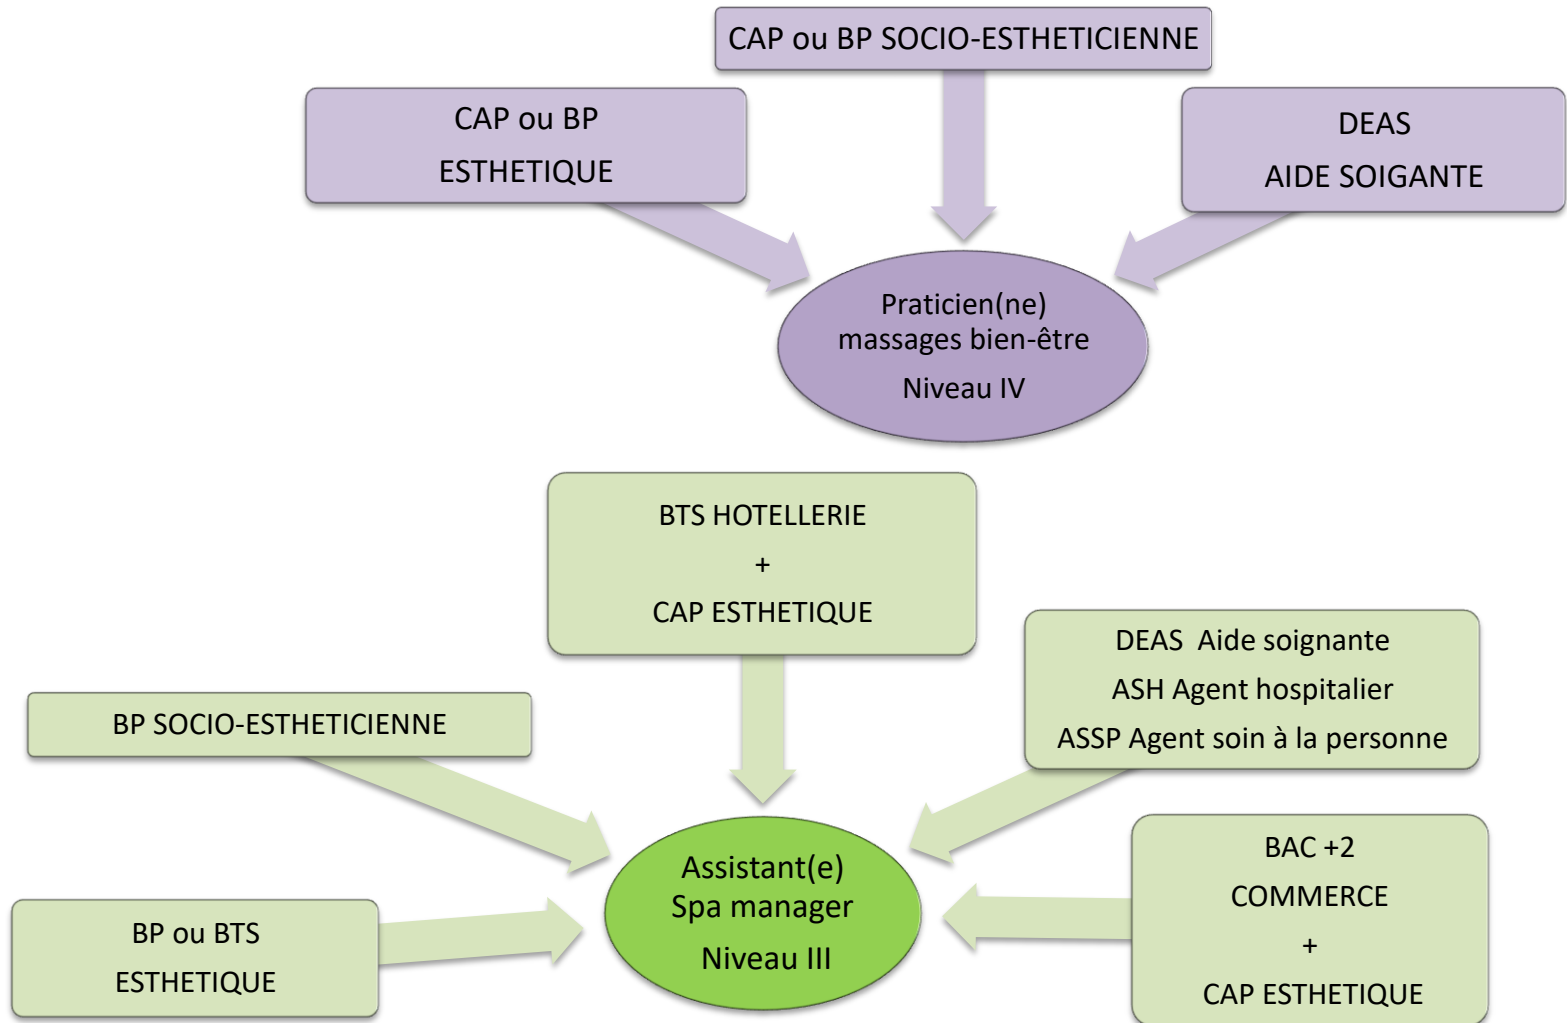 CAP ou BP SOCIO-ESTHETICIENNE
CAP ou BP
ESTHETIQUE
DEAS
AIDE SOIGANTE
Praticien(ne)
massages bien-être
Niveau IV
BTS HOTELLERIE
+
CAP ESTHETIQUE
DEAS  Aide soignante
ASH Agent hospitalier
ASSP Agent soin à la personne
BP SOCIO-ESTHETICIENNE
Assistant(e)
Spa manager
Niveau III
BP ou BTS
ESTHETIQUE
BAC +2
COMMERCE
+
CAP ESTHETIQUE